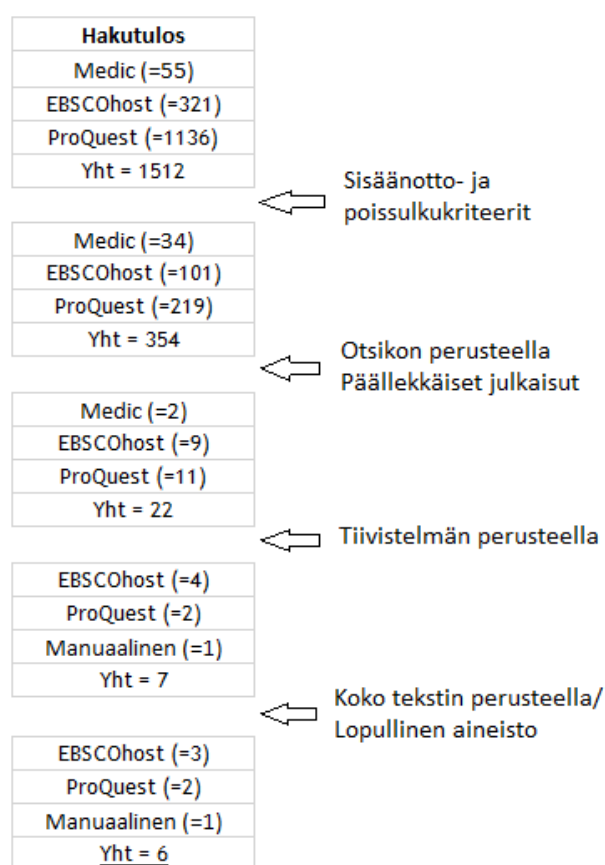 Hakutulos
Medic (=55)
EBSCOhost (=321)
ProQuest (=1136)
Yht = 1512
Sisäänotto- ja
poissulkukriteerit
Medic (=34)
EBSCOhost (=101)
ProQuest (=219)
Yht = 354
Otsikon perusteella
Päällekkäiset julkaisut
Medic (=2)
EBSCOhost (=9)
ProQuest (=11)
Yht = 22
Tiivistelmän perusteella
EBSCOhost (=4)
ProQuest (=2)
Manuaalinen (=1)
Yht = 7
Koko tekstin perusteella/
Lopullinen aineisto
EBSCOhost (=3)
ProQuest (=2)
Manuaalinen (=1)
Yht = 6